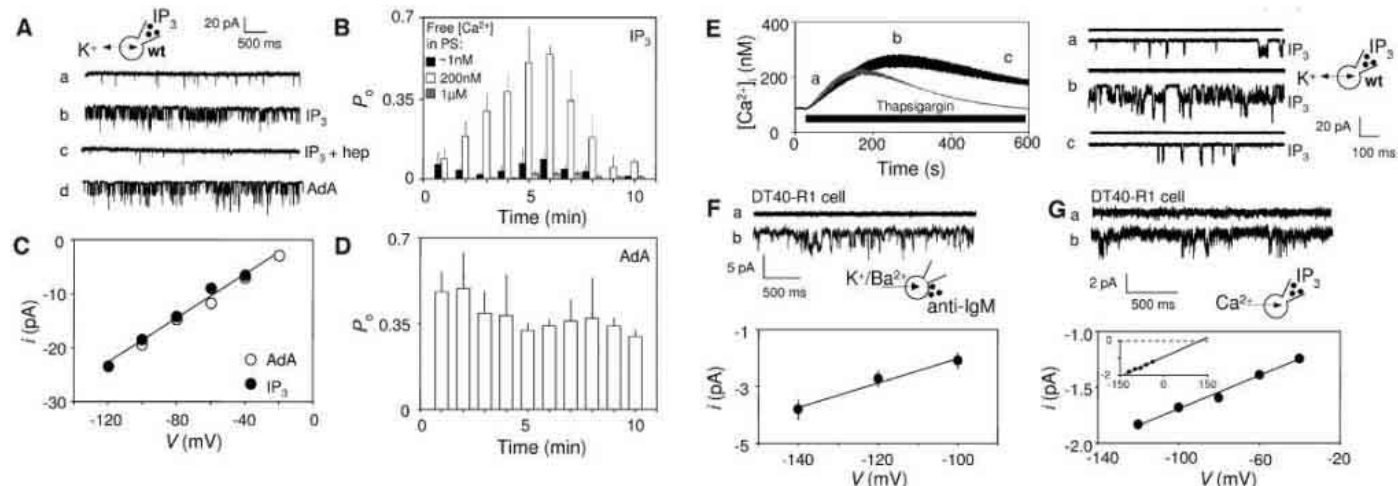 A
IP3
K+
wt
20 pA
500 ms
a
b
IP3
c
IP3 + hep
d
AdA
B
0.7
Free [Ca2+]
in PS:
~1nM
200nM
1µM
IP3
Po
0.35
0
0
5
10
Time (min)
C
0
-10
-20
-30
i (pA)
AdA
IP3
-120
-80
-40
0
V (mV)
D
0.7
AdA
Po
0.35
0
0
5
10
Time (min)
E
400
200
0
[Ca2+]i (nM)
a
b
c
Thapsigargin
0
200
400
600
Time (s)
a
IP3
b
IP3
c
IP3
IP3
K+
wt
20 pA
100 ms
F
DT40-R1 cell
a
b
5 pA
500 ms
K+/Ba2+
anti-IgM
-1
-3
-5
i (pA)
-140
-120
-100
V (mV)
G
DT40-R1 cell
a
b
2 pA
500 ms
IP3
Ca2+
-1.0
-1.5
-2.0
i (pA)
0
-2
-150
0
150
-140
-100
-60
-20
V (mV)